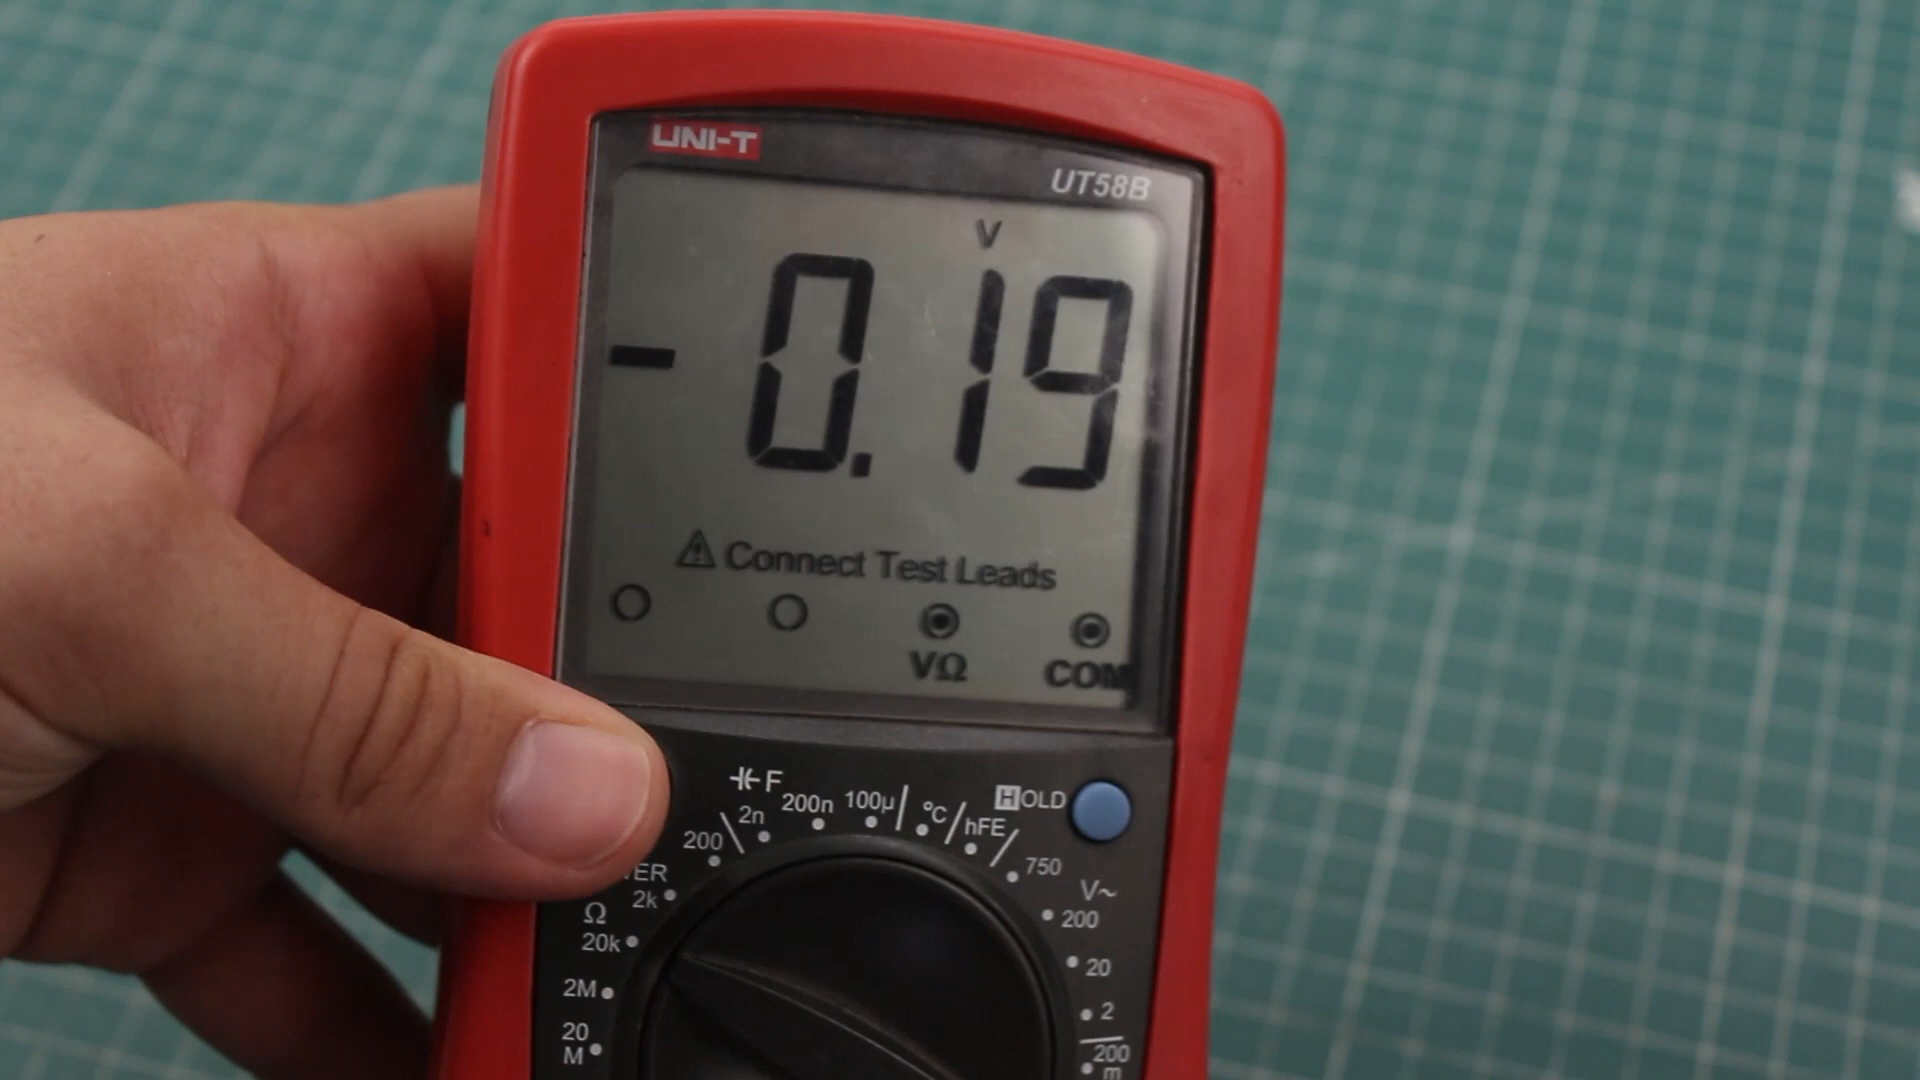 UNI-T
UT58B
V
-0.19
⚠ Connect Test Leads
VΩ COM
F
2n 200n 100µ °C hFE
HOLD
200
750
V~
ER
2k
200
Ω
20k
20
2M
2
20
M
200
m